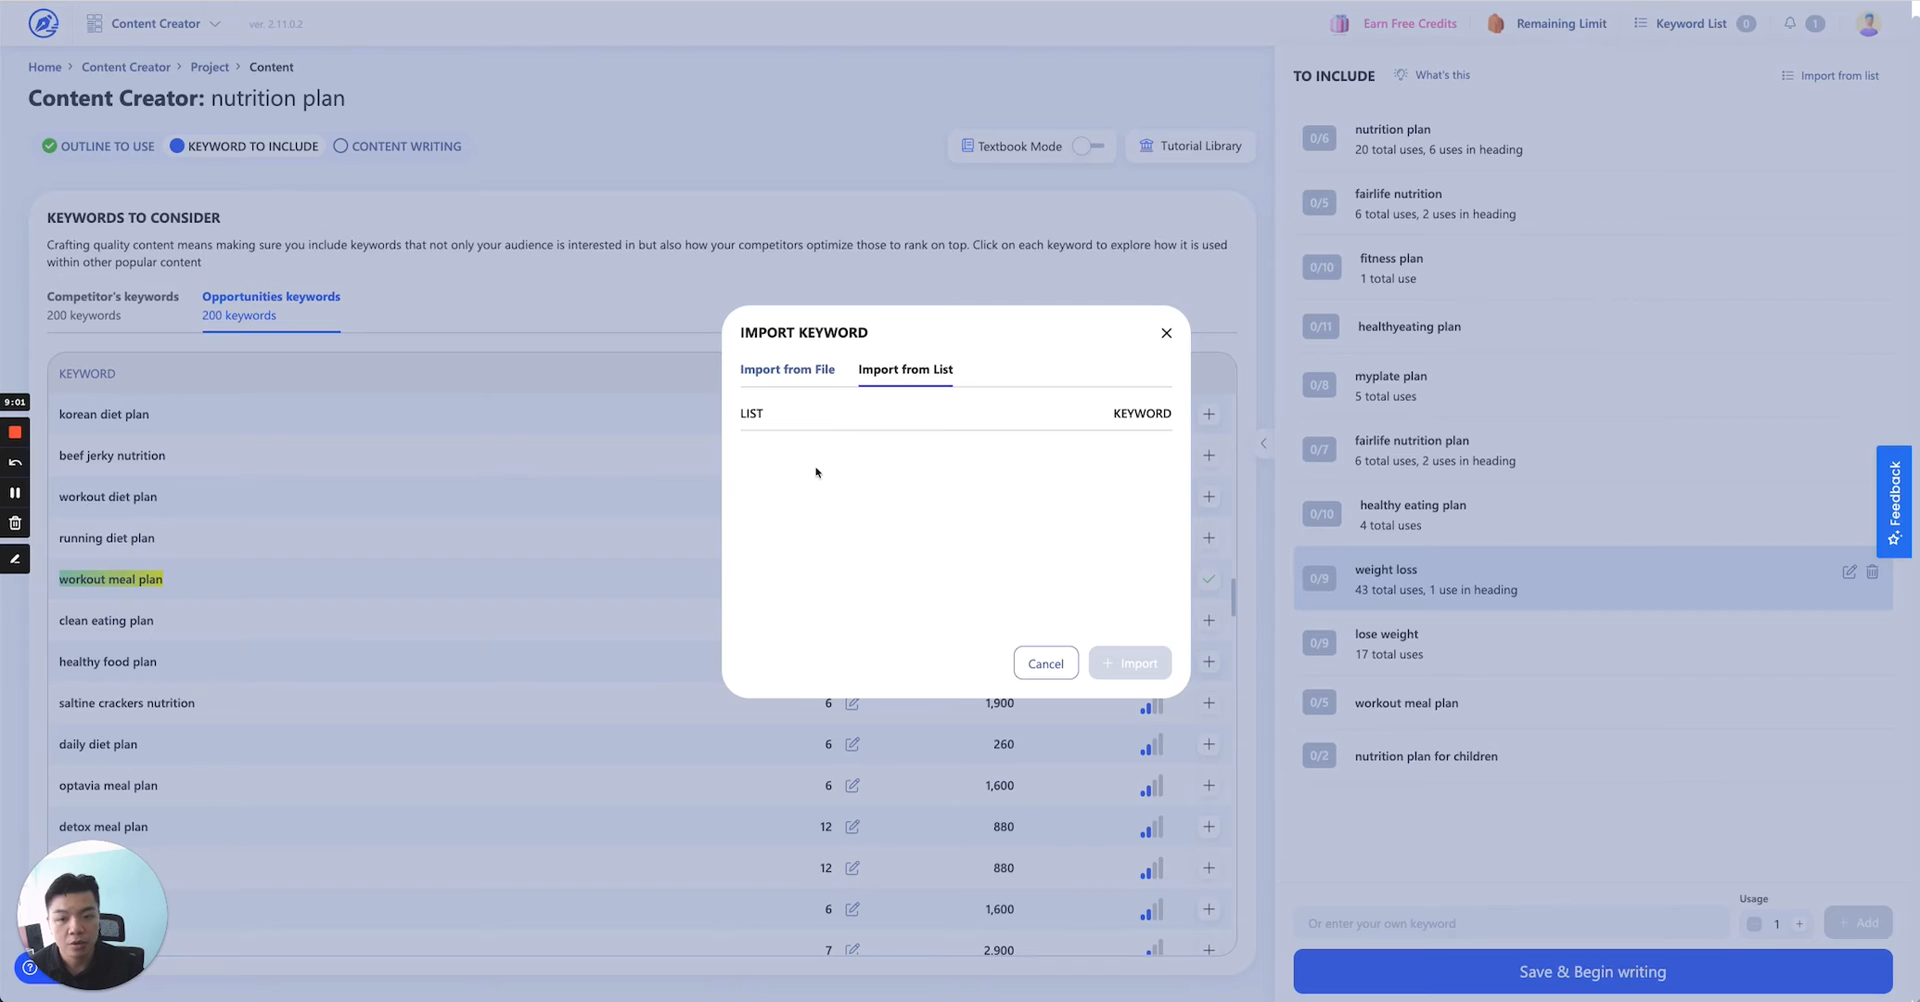 Content Creator
ver. 2.11.0.2
Earn Free Credits
Remaining Limit
Keyword List 0
1
Home > Content Creator > Project > Content
Content Creator: nutrition plan
OUTLINE TO USE
KEYWORD TO INCLUDE
CONTENT WRITING
Textbook Mode
Tutorial Library
KEYWORDS TO CONSIDER
Crafting quality content means making sure you include keywords that not only your audience is interested in but also how your competitors optimize those to rank on top. Click on each keyword to explore how it is used
within other popular content
Competitor's keywords
200 keywords
Opportunities keywords
200 keywords
KEYWORD
korean diet plan
beef jerky nutrition
workout diet plan
running diet plan
workout meal plan
clean eating plan
healthy food plan
saltine crackers nutrition 6 1,900
daily diet plan 6 260
optavia meal plan 6 1,600
detox meal plan 12 880
12 880
6 1,600
7 2,900
9:01
IMPORT KEYWORD
Import from File
Import from List
LIST KEYWORD
Cancel
+ Import
TO INCLUDE
What's this
Import from list
0/6 nutrition plan
20 total uses, 6 uses in heading
0/5 fairlife nutrition
6 total uses, 2 uses in heading
0/10 fitness plan
1 total use
0/11 healthyeating plan
0/8 myplate plan
5 total uses
0/7 fairlife nutrition plan
6 total uses, 2 uses in heading
0/10 healthy eating plan
4 total uses
0/9 weight loss
43 total uses, 1 use in heading
0/9 lose weight
17 total uses
0/5 workout meal plan
0/2 nutrition plan for children
Usage
Or enter your own keyword
1 +
+ Add
Save & Begin writing
Feedback